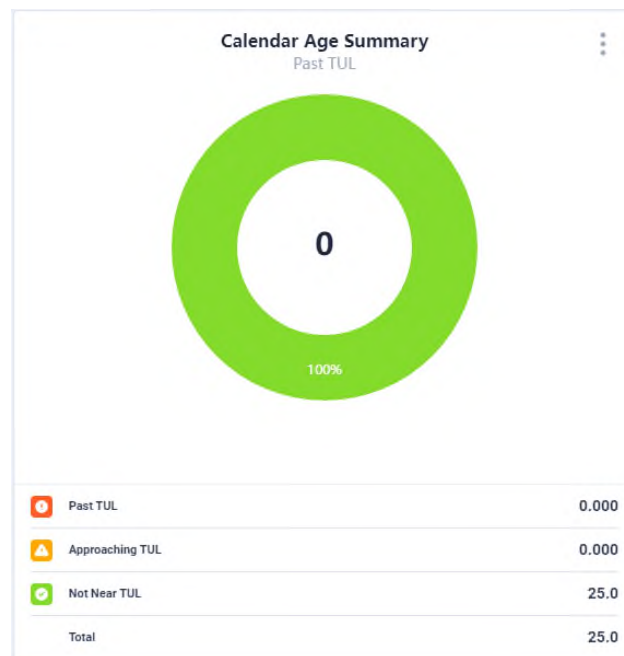 Calendar Age Summary
Past TUL
0
100%
Past TUL 0.000
Approaching TUL 0.000
Not Near TUL 25.0
Total 25.0